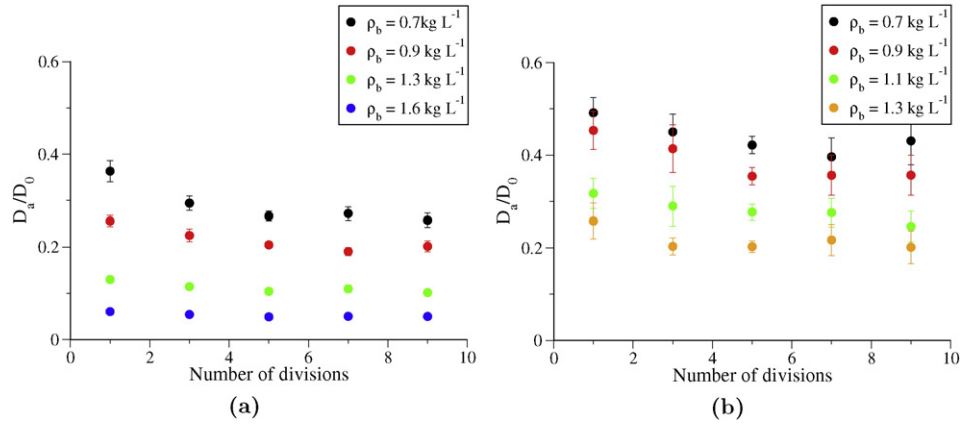 ρb = 0.7kg L-1
ρb = 0.9 kg L-1
ρb = 1.3 kg L-1
ρb = 1.6 kg L-1
0.6
0.4
0.2
0
Da/D0
0 2 4 6 8 10
Number of divisions
(a)
ρb = 0.7 kg L-1
ρb = 0.9 kg L-1
ρb = 1.1 kg L-1
ρb = 1.3 kg L-1
0.6
0.4
0.2
0
Da/D0
0 2 4 6 8 10
Number of divisions
(b)